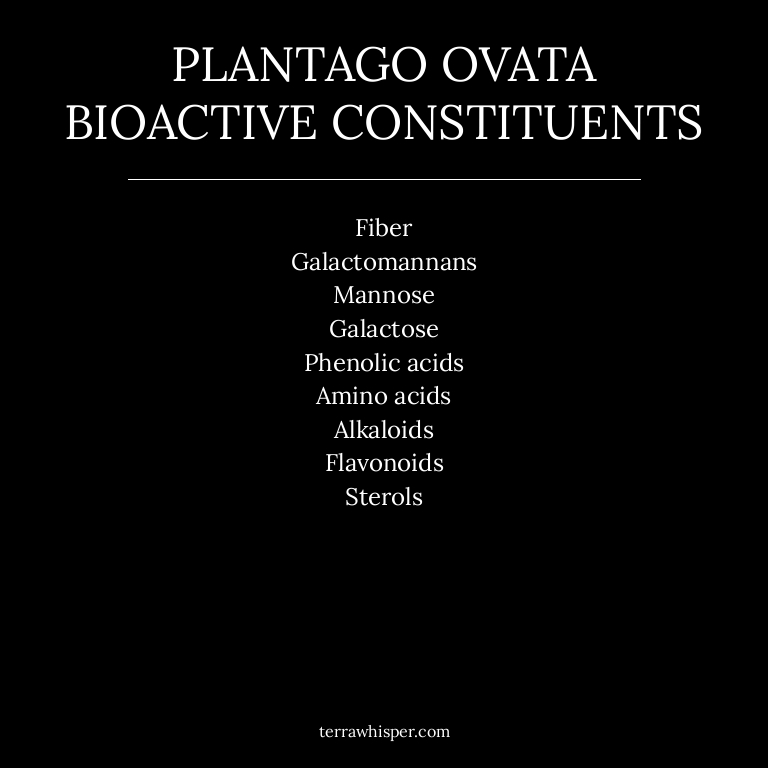 PLANTAGO OVATA
BIOACTIVE CONSTITUENTS
Fiber
Galactomannans
Mannose
Galactose
Phenolic acids
Amino acids
Alkaloids
Flavonoids
Sterols
terrawhisper.com